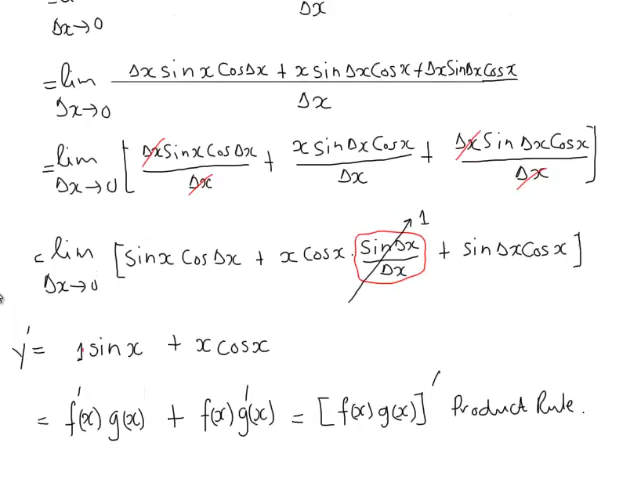 Δx→0 Δx
= lim Δx sin x Cos Δx + x sin Δx Cos x + Δx Sin Δx Cos x
Δx→0 Δx
= lim [ Δx Sin x Cos Δx / Δx + x Sin Δx Cos x / Δx + Δx Sin Δx Cos x / Δx ]
Δx→0
1
= lim [ Sin x Cos Δx + x Cos x · Sin Δx / Δx + sin Δx Cos x ]
Δx→0
y' = 1 sin x + x cos x
= f'(x) g(x) + f(x) g'(x) = [f(x) g(x)]' Product Rule.